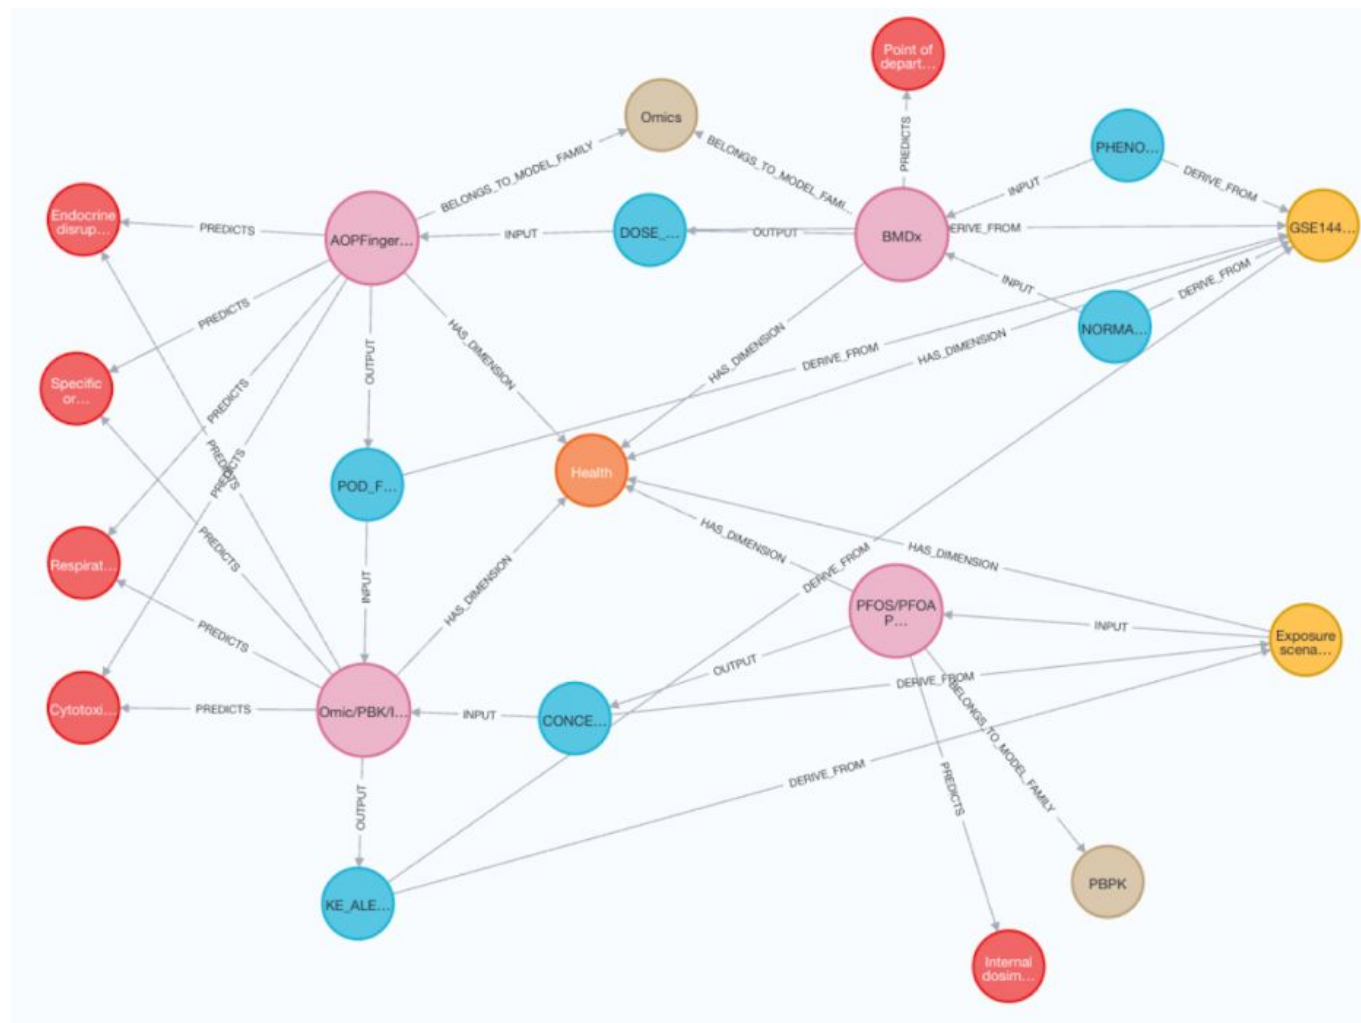 Point of
depart...
Omics
PHENO...
PREDICTS
BELONGS_TO_MODEL_FAMILY
BELONGS_TO_MODEL_FAMI...
INPUT
DERIVE_FROM
Endocrine
disrup...
PREDICTS
AOPFinger...
INPUT
DOSE_...
OUTPUT
BMDx
ERIVE_FROM
GSE144...
PREDICTS
INPUT
DERIVE_FROM
NORMA...
HAS_DIMENSION
OUTPUT
HAS_DIMENSION
DERIVE_FROM
HAS_DIMENSION
Specific
or...
PREDICTS
PREDICTS
PREDICTS
POD_F...
Health
PREDICTS
Respirat...
INPUT
HAS_DIMENSION
HAS_DIMENSION
DERIVE_FROM
HAS_DIMENSION
PFOS/PFOA
P...
INPUT
Exposure
scena...
PREDICTS
OUTPUT
DERIVE_FROM
Cytotoxi...
PREDICTS
Omic/PBK/I...
INPUT
CONCE...
BELONGS_TO_MODEL_FAMILY
OUTPUT
DERIVE_FROM
PREDICTS
KE_ALE...
PBPK
Internal
dosim...